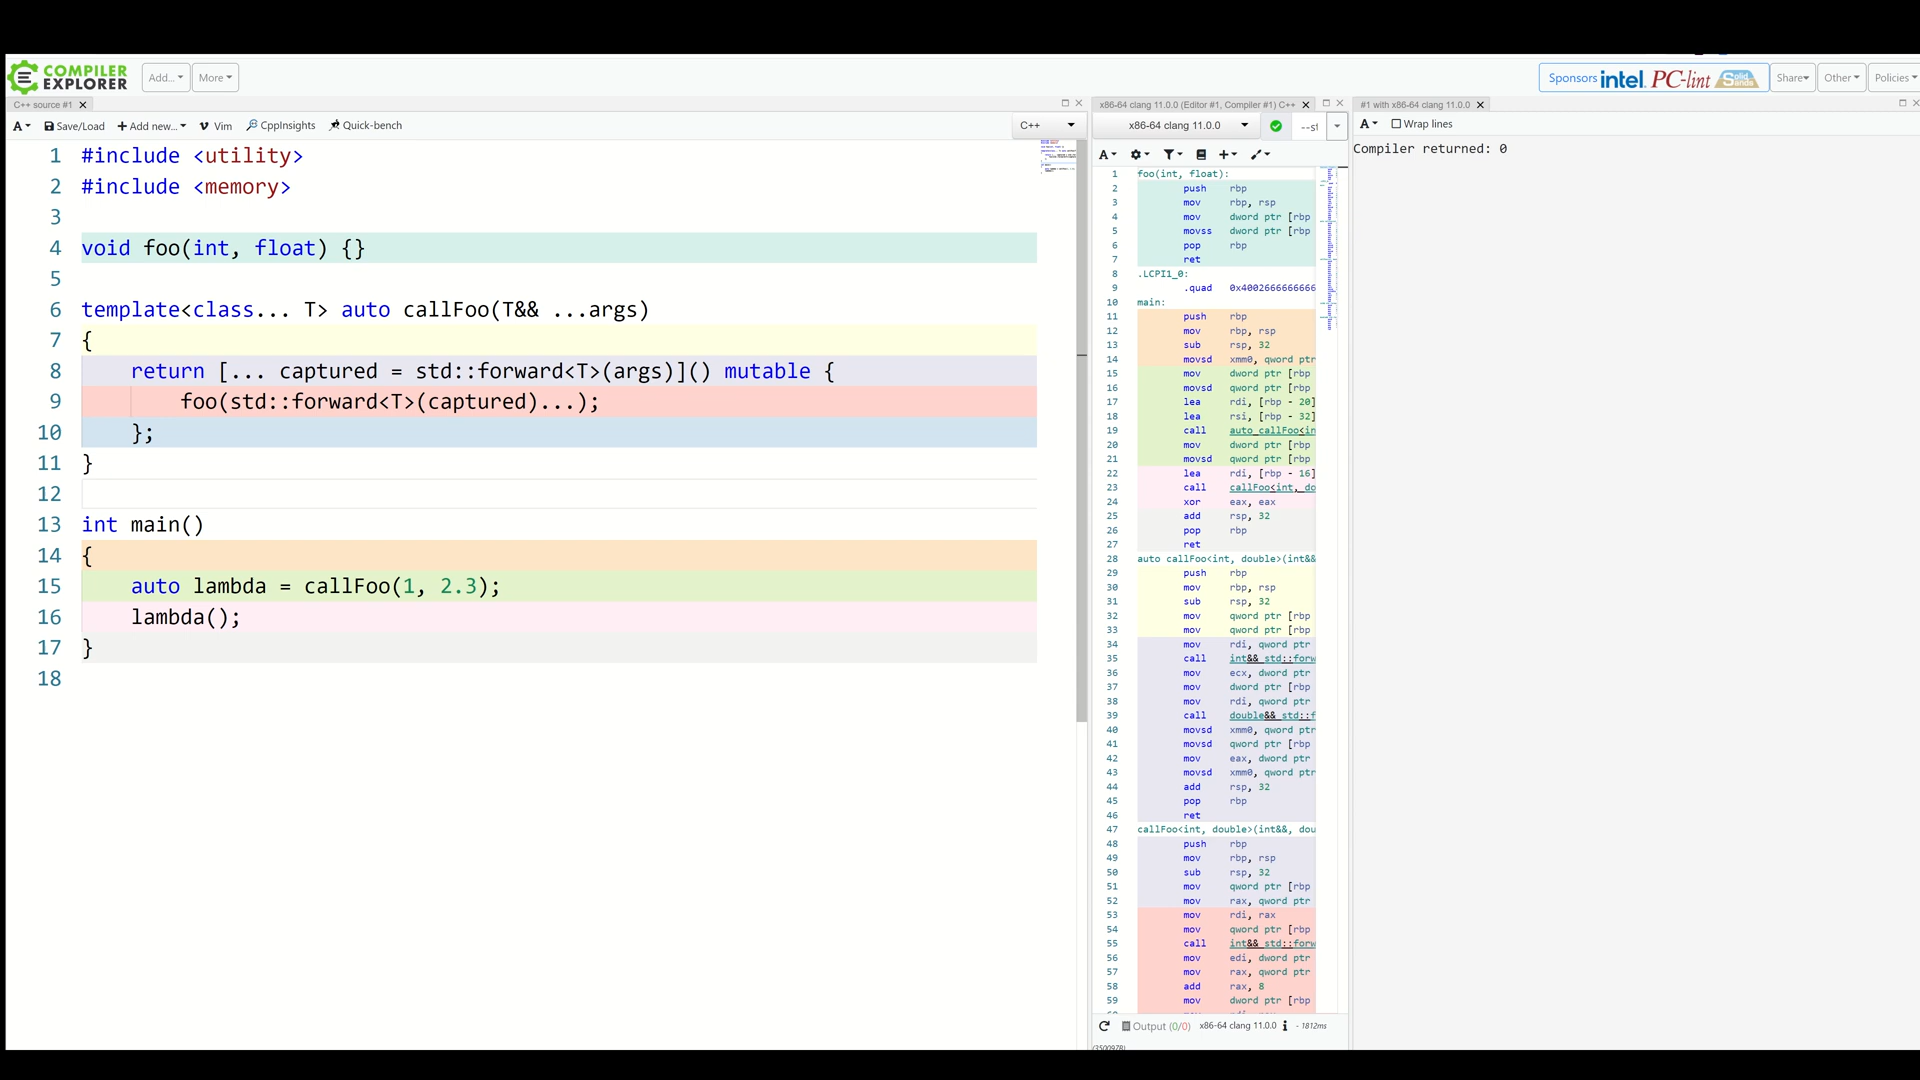 COMPILER EXPLORER
Add...
More
Sponsors intel. PC-lint Solid Sands
Share
Other
Policies
C++ source #1
A
Save/Load
+ Add new...
Vim
CppInsights
Quick-bench
C++
1 #include <utility>
2 #include <memory>
3
4 void foo(int, float) {}
5
6 template<class... T> auto callFoo(T&& ...args)
7 {
8 return [... captured = std::forward<T>(args)]() mutable {
9 foo(std::forward<T>(captured)...);
10 };
11 }
12
13 int main()
14 {
15 auto lambda = callFoo(1, 2.3);
16 lambda();
17 }
18
x86-64 clang 11.0.0 (Editor #1, Compiler #1) C++
x86-64 clang 11.0.0
--st
A
1 foo(int, float):
2 push rbp
3 mov rbp, rsp
4 mov dword ptr [rbp
5 movss dword ptr [rbp
6 pop rbp
7 ret
8 .LCPI1_0:
9 .quad 0x4002666666666
10 main:
11 push rbp
12 mov rbp, rsp
13 sub rsp, 32
14 movsd xmm0, qword ptr
15 mov dword ptr [rbp
16 movsd qword ptr [rbp
17 lea rdi, [rbp - 20]
18 lea rsi, [rbp - 32]
19 call auto callFoo<in
20 mov dword ptr [rbp
21 movsd qword ptr [rbp
22 lea rdi, [rbp - 16]
23 call callFoo<int, do
24 xor eax, eax
25 add rsp, 32
26 pop rbp
27 ret
28 auto callFoo<int, double>(int&&
29 push rbp
30 mov rbp, rsp
31 sub rsp, 32
32 mov qword ptr [rbp
33 mov qword ptr [rbp
34 mov rdi, qword ptr
35 call int&& std::forw
36 mov ecx, dword ptr
37 mov dword ptr [rbp
38 mov rdi, qword ptr
39 call double&& std::f
40 movsd xmm0, qword ptr
41 movsd qword ptr [rbp
42 mov eax, dword ptr
43 movsd xmm0, qword ptr
44 add rsp, 32
45 pop rbp
46 ret
47 callFoo<int, double>(int&&, dou
48 push rbp
49 mov rbp, rsp
50 sub rsp, 32
51 mov qword ptr [rbp
52 mov rax, qword ptr
53 mov rdi, rax
54 mov qword ptr [rbp
55 call int&& std::forw
56 mov edi, dword ptr
57 mov rax, qword ptr
58 add rax, 8
59 mov dword ptr [rbp
Output (0/0) x86-64 clang 11.0.0 - 1812ms
(350097B)
#1 with x86-64 clang 11.0.0
A
Wrap lines
Compiler returned: 0